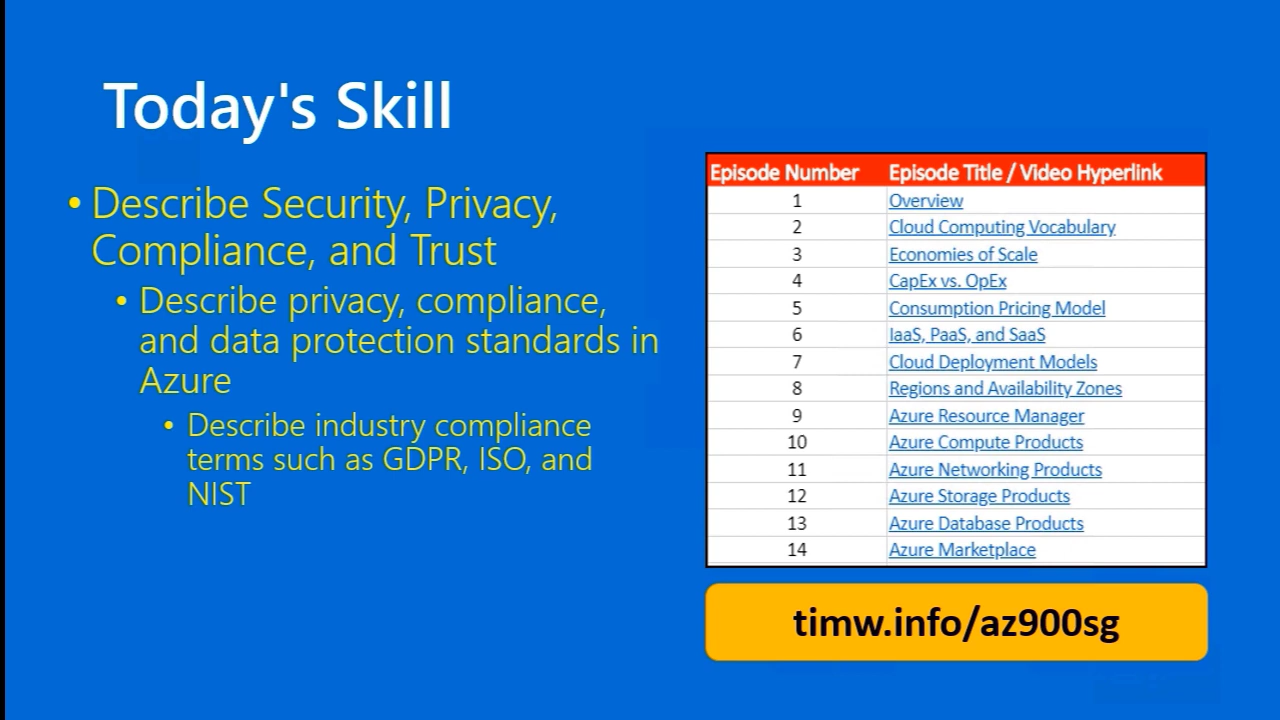 Today's Skill
• Describe Security, Privacy,
Compliance, and Trust
• Describe privacy, compliance,
and data protection standards in
Azure
• Describe industry compliance
terms such as GDPR, ISO, and
NIST
Episode Number Episode Title / Video Hyperlink
1 Overview
2 Cloud Computing Vocabulary
3 Economies of Scale
4 CapEx vs. OpEx
5 Consumption Pricing Model
6 IaaS, PaaS, and SaaS
7 Cloud Deployment Models
8 Regions and Availability Zones
9 Azure Resource Manager
10 Azure Compute Products
11 Azure Networking Products
12 Azure Storage Products
13 Azure Database Products
14 Azure Marketplace
timw.info/az900sg